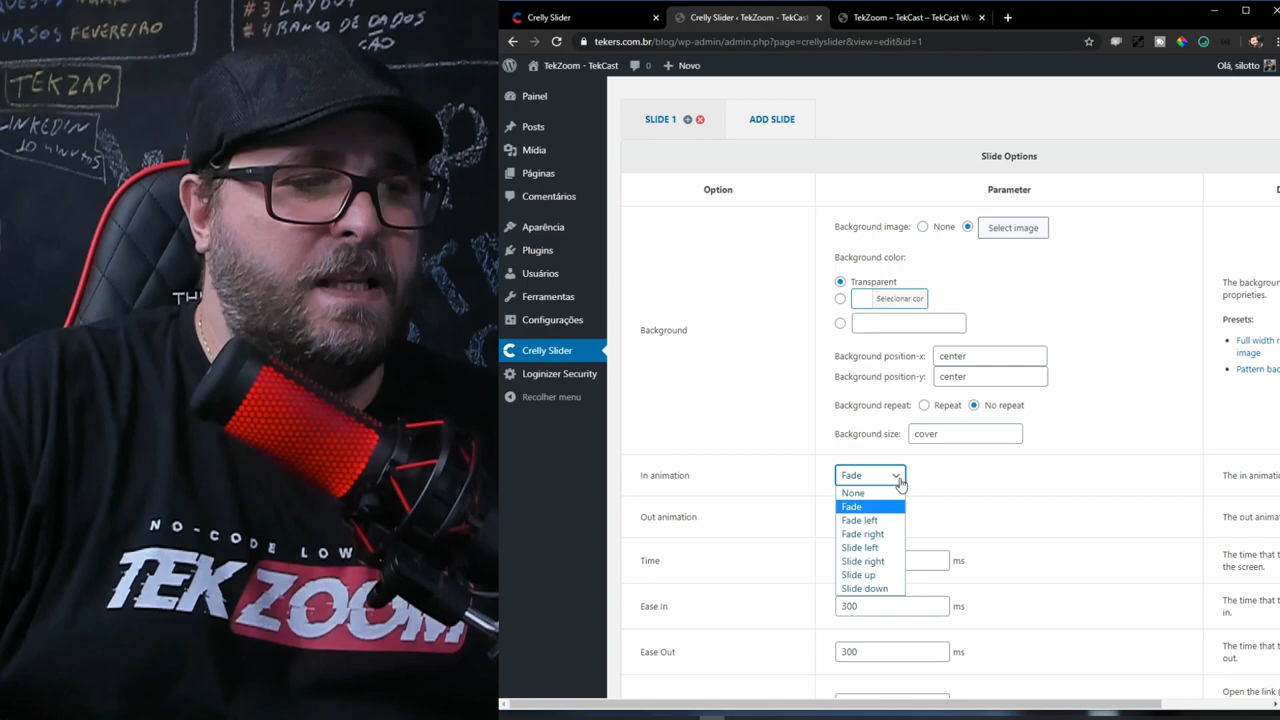 # 3 LAYOUT
# 4 BANCO DE DADOS
CURSOS FEVEREIRO
TEKZAP
LINKEDIN
NO-CODE LOW
TEKZOOM
Crelly Slider
Crelly Slider ‹ TekZoom - TekCast
TekZoom – TekCast – TekCast Wo
tekers.com.br/blog/wp-admin/admin.php?page=crellyslider&view=edit&id=1
TekZoom - TekCast
0
Novo
Olá, silotto
Painel
Posts
Mídia
Páginas
Comentários
Aparência
Plugins
Usuários
Ferramentas
Configurações
Crelly Slider
Loginizer Security
Recolher menu
SLIDE 1
ADD SLIDE
Slide Options
Option
Parameter
Background
Background image: None Select image
Background color:
Transparent
Selecionar cor
Background position-x: center
Background position-y: center
Background repeat: Repeat No repeat
Background size: cover
The backgroun
proprieties.
Presets:
Full width r
image
Pattern bac
In animation
Fade
The in animati
None
Fade
Fade left
Fade right
Slide left
Slide right
Slide up
Slide down
Out animation
The out anima
Time
ms
The time that t
the screen.
Ease In
300 ms
The time that t
in.
Ease Out
300 ms
The time that t
out.
Open the link (